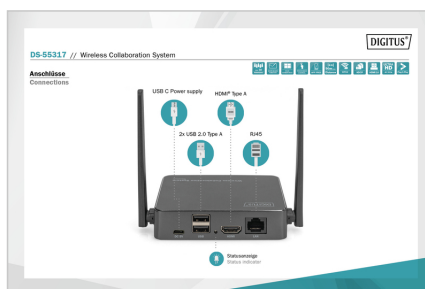 DIGITUS®
DS-55317 // Wireless Collaboration System
Anschlüsse
Connections
USB C Power supply
HDMI® Type A
2x USB 2.0 Type A
RJ45
Statusanzeige
Status indicator